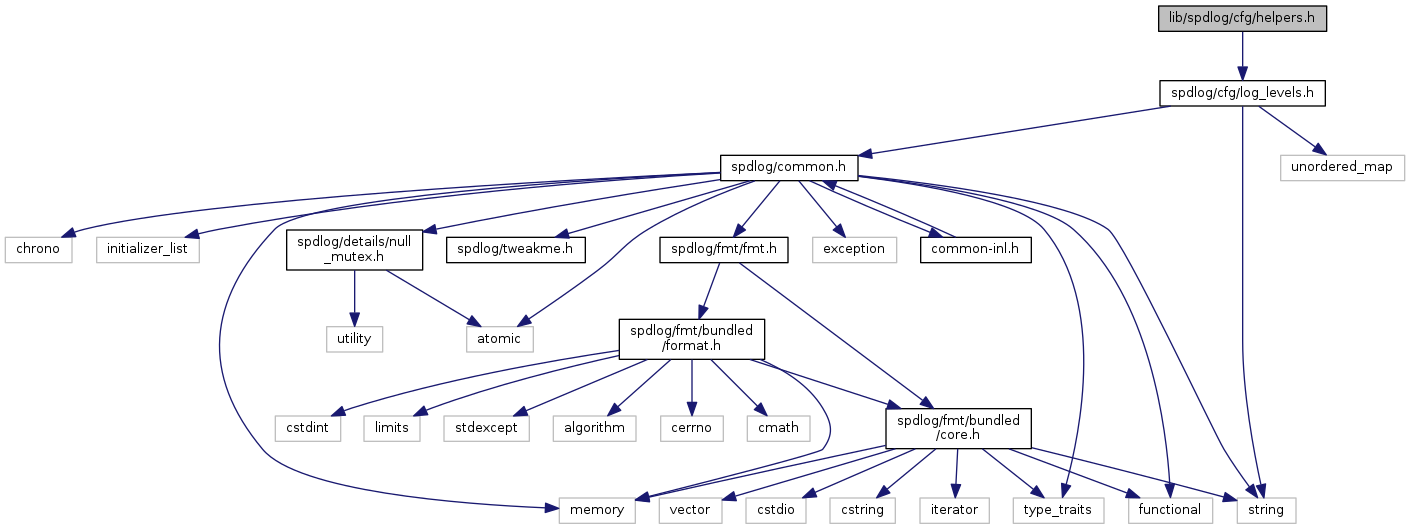 lib/spdlog/cfg/helpers.h
spdlog/cfg/log_levels.h
spdlog/common.h
unordered_map
chrono
initializer_list
spdlog/details/null
_mutex.h
spdlog/tweakme.h
spdlog/fmt/fmt.h
exception
common-inl.h
utility
atomic
spdlog/fmt/bundled
/format.h
cstdint
limits
stdexcept
algorithm
cerrno
cmath
spdlog/fmt/bundled
/core.h
memory
vector
cstdio
cstring
iterator
type_traits
functional
string